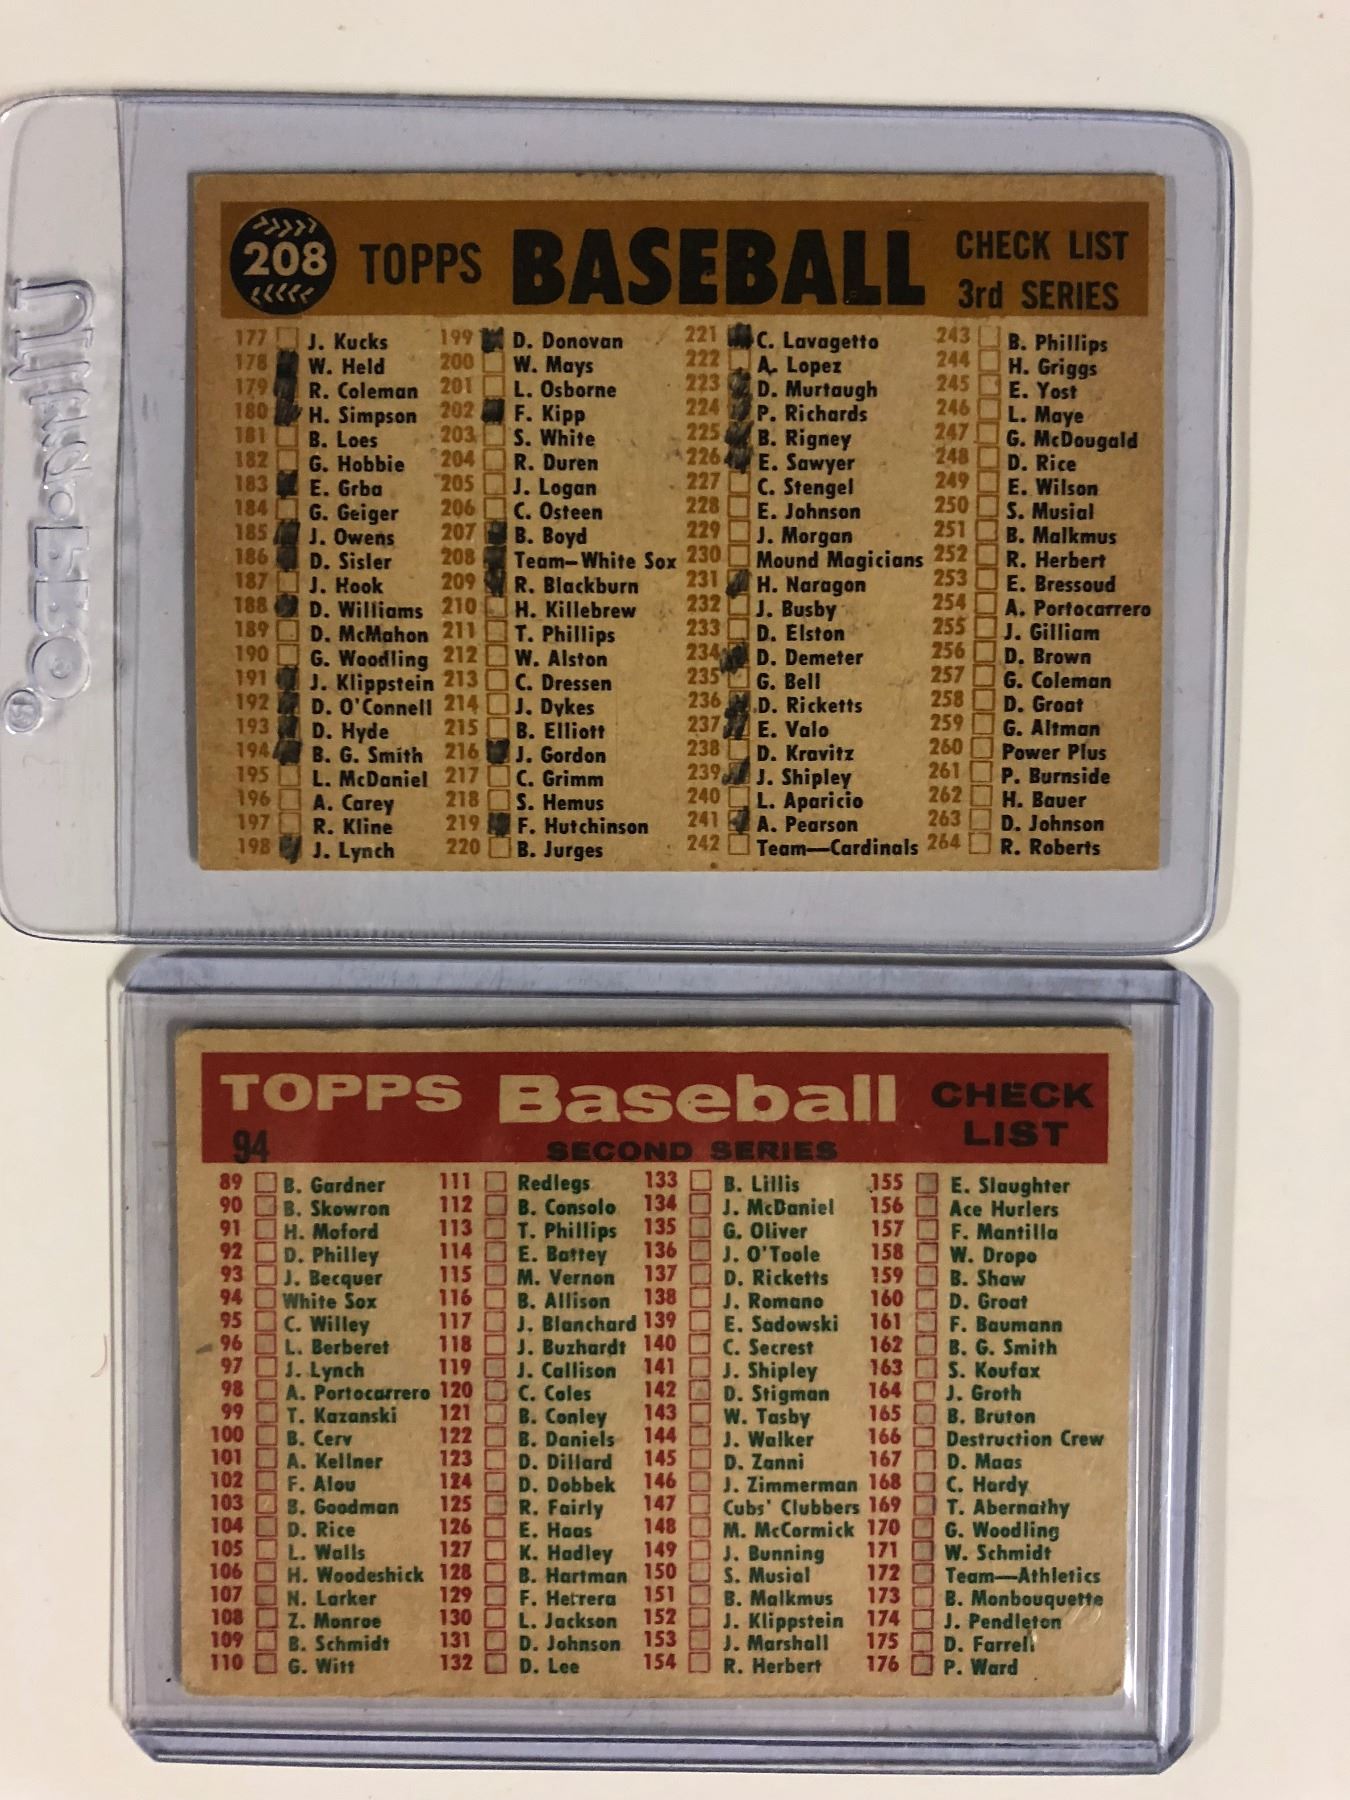 ULTRA·PRO®
208 TOPPS BASEBALL CHECK LIST
3rd SERIES
177 J. Kucks 199 D. Donovan 221 C. Lavagetto 243 B. Phillips
178 W. Held 200 W. Mays 222 A. Lopez 244 H. Griggs
179 R. Coleman 201 L. Osborne 223 D. Murtaugh 245 E. Yost
180 H. Simpson 202 F. Kipp 224 P. Richards 246 L. Maye
181 B. Loes 203 S. White 225 B. Rigney 247 G. McDougald
182 G. Hobbie 204 R. Duren 226 E. Sawyer 248 D. Rice
183 E. Grba 205 J. Logan 227 C. Stengel 249 E. Wilson
184 G. Geiger 206 C. Osteen 228 E. Johnson 250 S. Musial
185 J. Owens 207 B. Boyd 229 J. Morgan 251 B. Malkmus
186 D. Sisler 208 Team—White Sox 230 Mound Magicians 252 R. Herbert
187 J. Hook 209 R. Blackburn 231 H. Naragon 253 E. Bressoud
188 D. Williams 210 H. Killebrew 232 J. Busby 254 A. Portocarrero
189 D. McMahon 211 T. Phillips 233 D. Elston 255 J. Gilliam
190 G. Woodling 212 W. Alston 234 D. Demeter 256 D. Brown
191 J. Klippstein 213 C. Dressen 235 G. Bell 257 G. Coleman
192 D. O'Connell 214 J. Dykes 236 D. Ricketts 258 D. Groat
193 D. Hyde 215 B. Elliott 237 E. Valo 259 G. Altman
194 B. G. Smith 216 J. Gordon 238 D. Kravitz 260 Power Plus
195 L. McDaniel 217 C. Grimm 239 J. Shipley 261 P. Burnside
196 A. Carey 218 S. Hemus 240 L. Aparicio 262 H. Bauer
197 R. Kline 219 F. Hutchinson 241 A. Pearson 263 D. Johnson
198 J. Lynch 220 B. Jurges 242 Team—Cardinals 264 R. Roberts
TOPPS Baseball CHECK LIST
94 SECOND SERIES
89 B. Gardner 111 Redlegs 133 B. Lillis 155 E. Slaughter
90 B. Skowron 112 B. Consolo 134 J. McDaniel 156 Ace Hurlers
91 H. Moford 113 T. Phillips 135 G. Oliver 157 F. Mantilla
92 D. Philley 114 E. Battey 136 J. O'Toole 158 W. Dropo
93 J. Becquer 115 M. Vernon 137 D. Ricketts 159 B. Shaw
94 White Sox 116 B. Allison 138 J. Romano 160 D. Groat
95 C. Willey 117 J. Blanchard 139 E. Sadowski 161 F. Baumann
96 L. Berberet 118 J. Buzhardt 140 C. Secrest 162 B. G. Smith
97 J. Lynch 119 J. Callison 141 J. Shipley 163 S. Koufax
98 A. Portocarrero 120 C. Coles 142 D. Stigman 164 J. Groth
99 T. Kazanski 121 B. Conley 143 W. Tasby 165 B. Bruton
100 B. Cerv 122 B. Daniels 144 J. Walker 166 Destruction Crew
101 A. Kellner 123 D. Dillard 145 D. Zanni 167 D. Maas
102 F. Alou 124 D. Dobbek 146 J. Zimmerman 168 C. Hardy
103 B. Goodman 125 R. Fairly 147 Cubs' Clubbers 169 T. Abernathy
104 D. Rice 126 E. Haas 148 M. McCormick 170 G. Woodling
105 L. Walls 127 K. Hadley 149 J. Bunning 171 W. Schmidt
106 H. Woodeshick 128 B. Hartman 150 S. Musial 172 Team—Athletics
107 N. Larker 129 F. Herrera 151 B. Malkmus 173 B. Monbouquette
108 Z. Monroe 130 L. Jackson 152 J. Klippstein 174 J. Pendleton
109 B. Schmidt 131 D. Johnson 153 J. Marshall 175 D. Farrell
110 G. Witt 132 D. Lee 154 R. Herbert 176 P. Ward